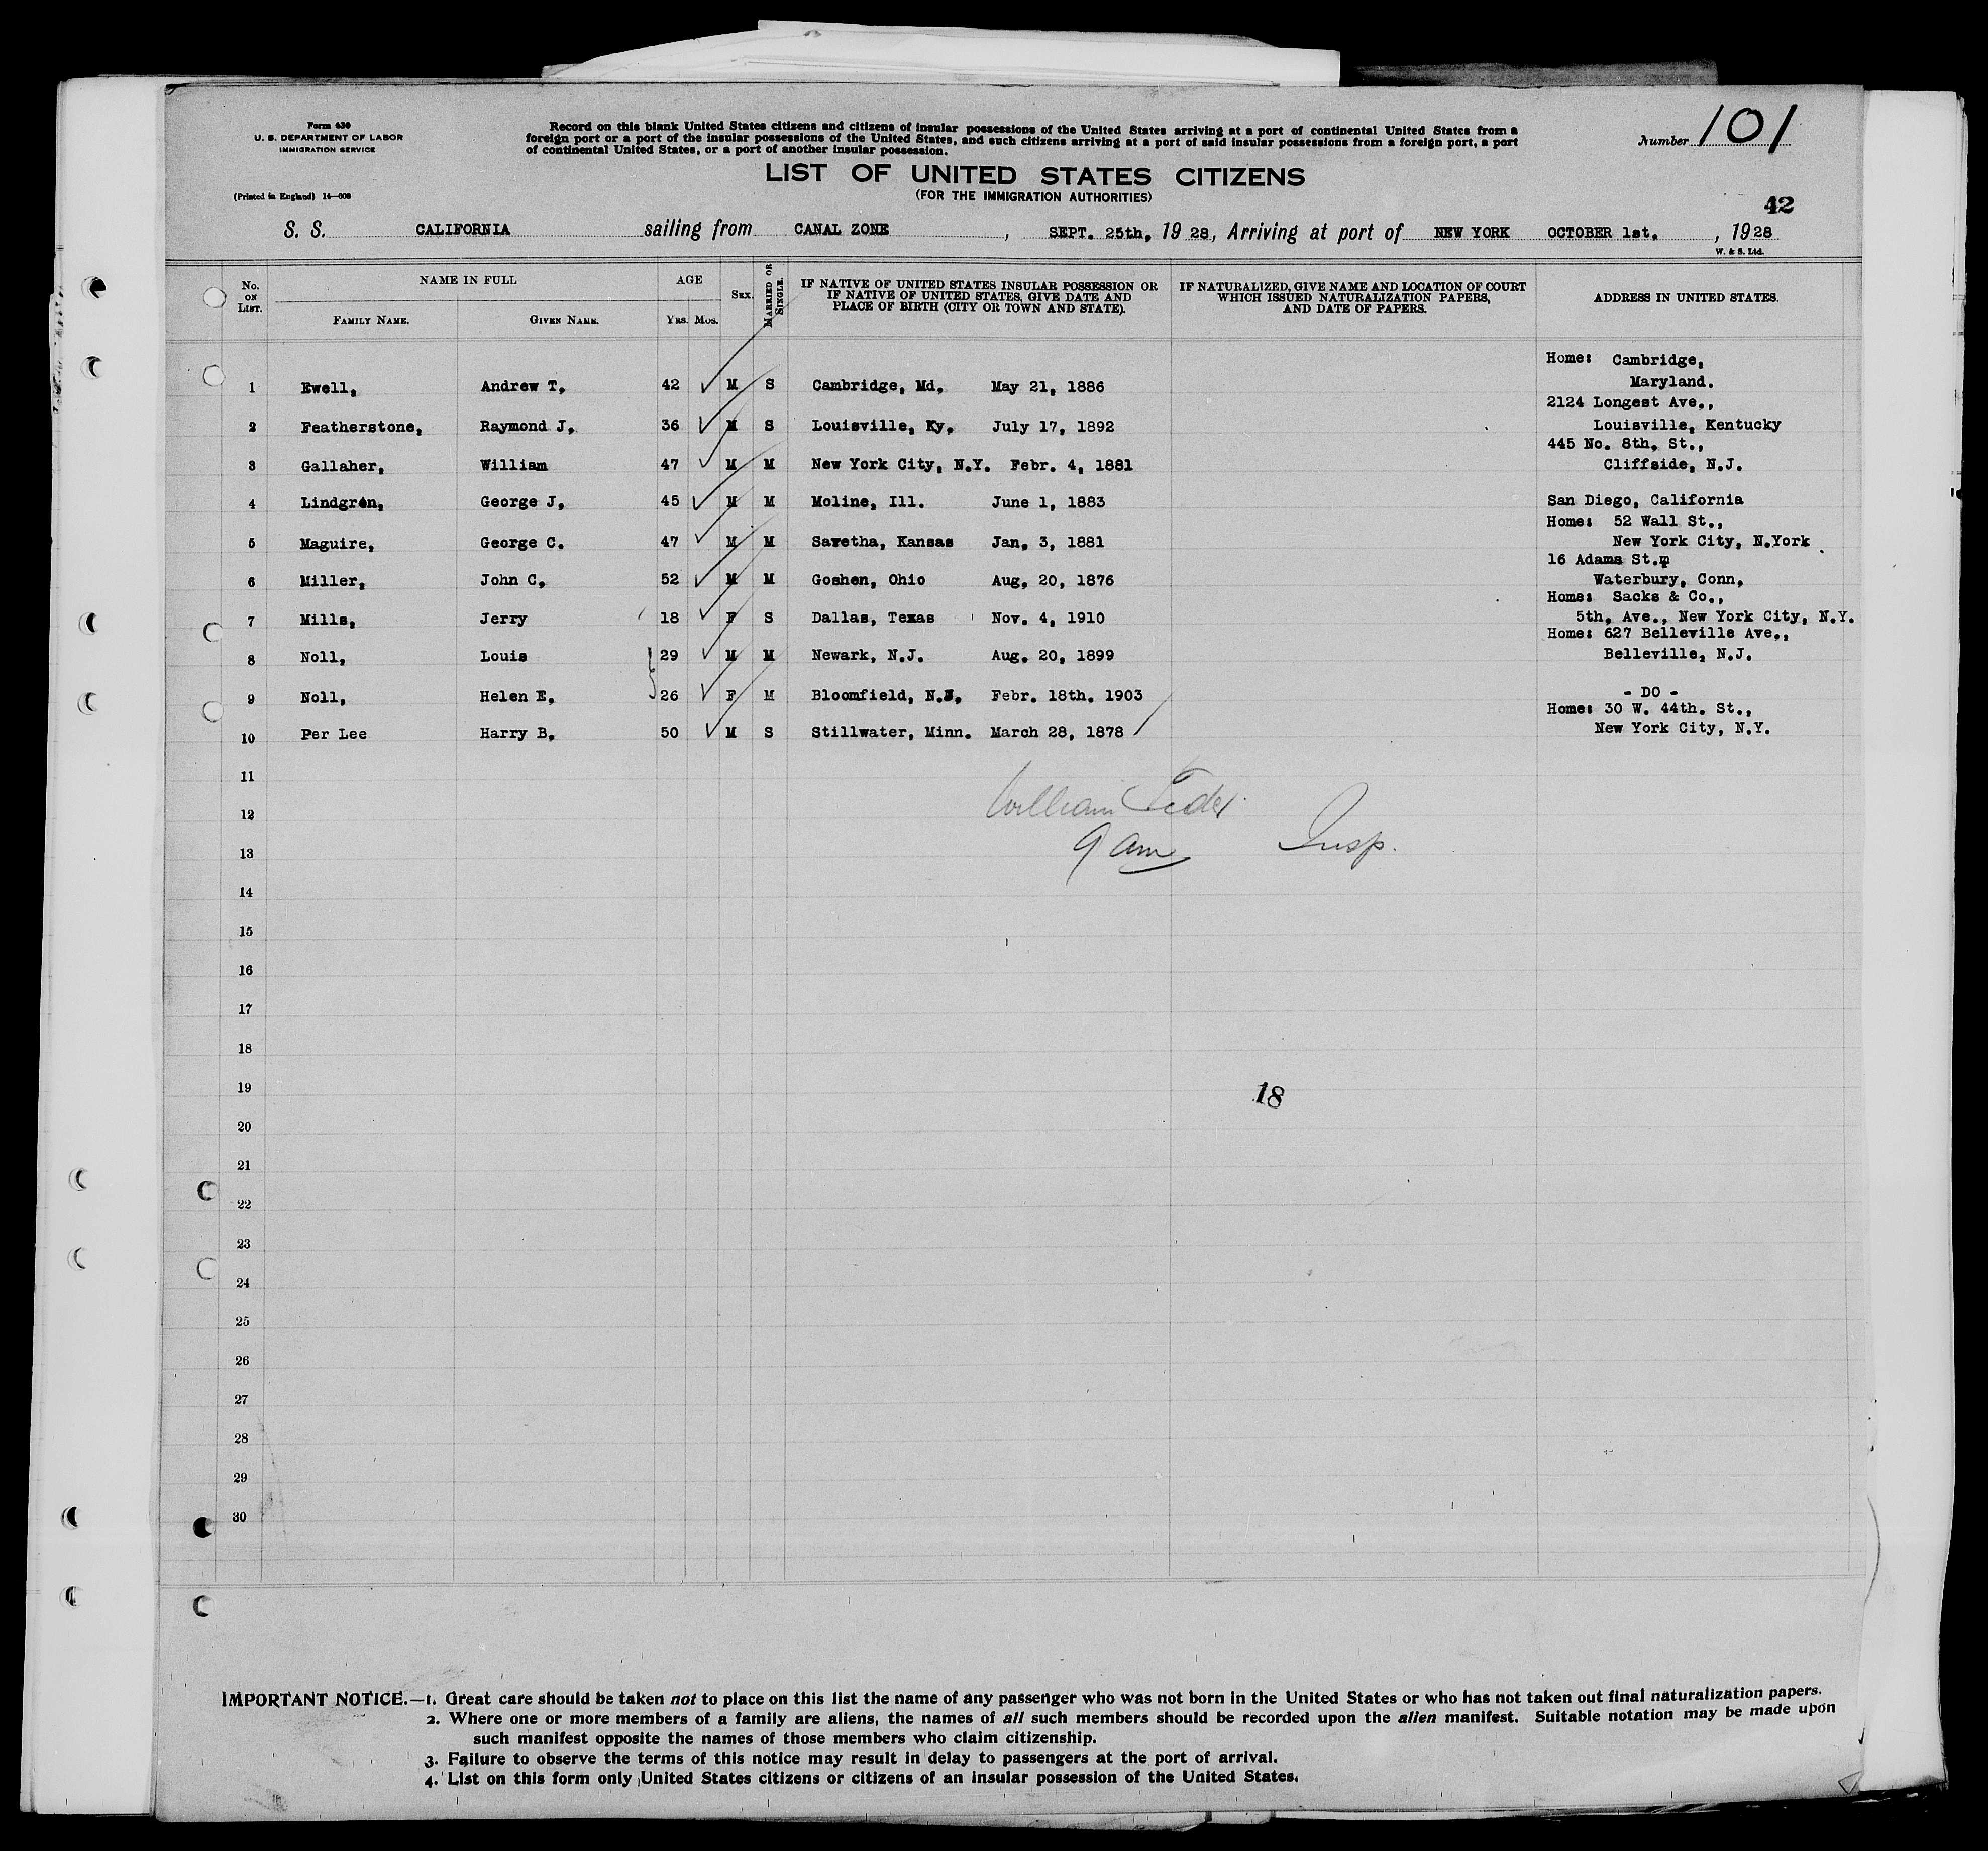 Form 630
U. S. DEPARTMENT OF LABOR
IMMIGRATION SERVICE
(Printed in England) 14—608
Record on this blank United States citizens and citizens of insular possessions of the United States arriving at a port of continental United States from a
foreign port or a port of the insular possessions of the United States, and such citizens arriving at a port of said insular possessions from a foreign port, a port
of continental United States, or a port of another insular possession.
Number 101
LIST OF UNITED STATES CITIZENS
(FOR THE IMMIGRATION AUTHORITIES)
42
S. S. CALIFORNIA sailing from CANAL ZONE , SEPT. 25th, 19 28, Arriving at port of NEW YORK OCTOBER 1st. , 1928
W. & S. Ltd.
No. ON LIST. NAME IN FULL FAMILY NAME. GIVEN NAME. AGE YRS. MOS. SEX. MARRIED OR SINGLE. IF NATIVE OF UNITED STATES INSULAR POSSESSION OR IF NATIVE OF UNITED STATES, GIVE DATE AND PLACE OF BIRTH (CITY OR TOWN AND STATE). IF NATURALIZED, GIVE NAME AND LOCATION OF COURT WHICH ISSUED NATURALIZATION PAPERS, AND DATE OF PAPERS. ADDRESS IN UNITED STATES.
Home: Cambridge,
1 Ewell, Andrew T, 42 M S Cambridge, Md, May 21, 1886 Maryland.
2124 Longest Ave.,
2 Featherstone, Raymond J, 36 M S Louisville, Ky, July 17, 1892 Louisville, Kentucky
445 No. 8th, St.,
3 Gallaher, William 47 M M New York City, N.Y. Febr. 4, 1881 Cliffside, N.J.
4 Lindgren, George J, 45 M M Moline, Ill. June 1, 1883 San Diego, California
Home: 52 Wall St.,
5 Maguire, George C. 47 M M Savetha, Kansas Jan, 3, 1881 New York City, N.York
16 Adams St.m
6 Miller, John C, 52 M M Goshen, Ohio Aug, 20, 1876 Waterbury, Conn,
Home: Sacks & Co.,
7 Mills, Jerry 18 F S Dallas, Texas Nov. 4, 1910 5th, Ave., New York City, N.Y.
Home: 627 Belleville Ave,,
8 Noll, Louis 29 M M Newark, N.J. Aug. 20, 1899 Belleville, N.J.
9 Noll, Helen E, 26 F M Bloomfield, N.J, Febr. 18th. 1903 - DO -
Home: 30 W. 44th. St.,
10 Per Lee Harry B, 50 M S Stillwater, Minn. March 28, 1878 New York City, N.Y.
11
12 William
13 9 am Insp.
14
15
16
17
18
19 18
20
21
22
23
24
25
26
27
28
29
30
IMPORTANT NOTICE.—1. Great care should be taken not to place on this list the name of any passenger who was not born in the United States or who has not taken out final naturalization papers.
2. Where one or more members of a family are aliens, the names of all such members should be recorded upon the alien manifest. Suitable notation may be made upon
such manifest opposite the names of those members who claim citizenship.
3. Failure to observe the terms of this notice may result in delay to passengers at the port of arrival.
4. List on this form only United States citizens or citizens of an insular possession of the United States.